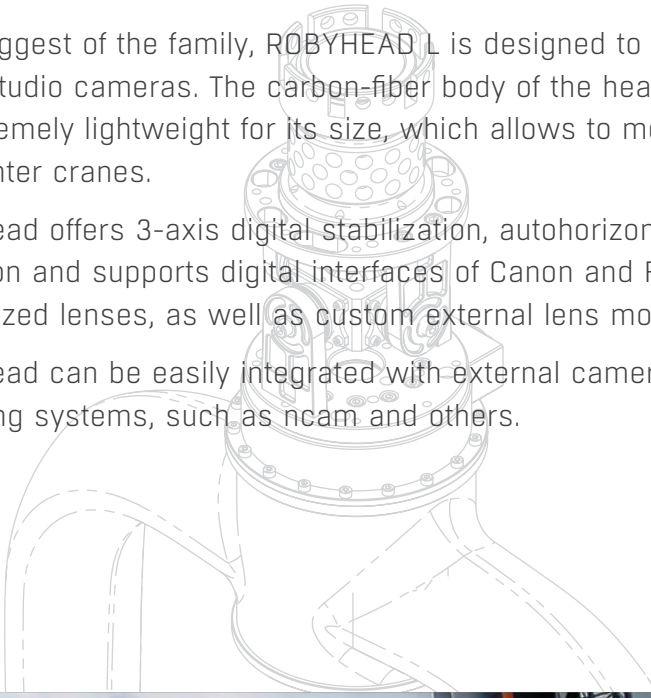 ggest of the family, ROBYHEAD L is designed to
tudio cameras. The carbon-fiber body of the hea
emely lightweight for its size, which allows to m
nter cranes.
ead offers 3-axis digital stabilization, autohorizon
on and supports digital interfaces of Canon and F
ized lenses, as well as custom external lens mo
ead can be easily integrated with external camer
ng systems, such as ncam and others.